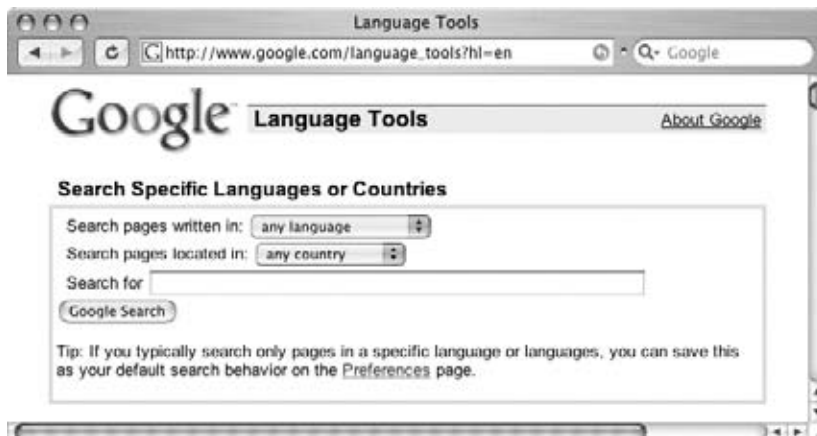 Language Tools
http://www.google.com/language_tools?hl=en
Google
Google Language Tools About Google
Search Specific Languages or Countries
Search pages written in: any language
Search pages located in: any country
Search for
Google Search
Tip: If you typically search only pages in a specific language or languages, you can save this
as your default search behavior on the Preferences page.